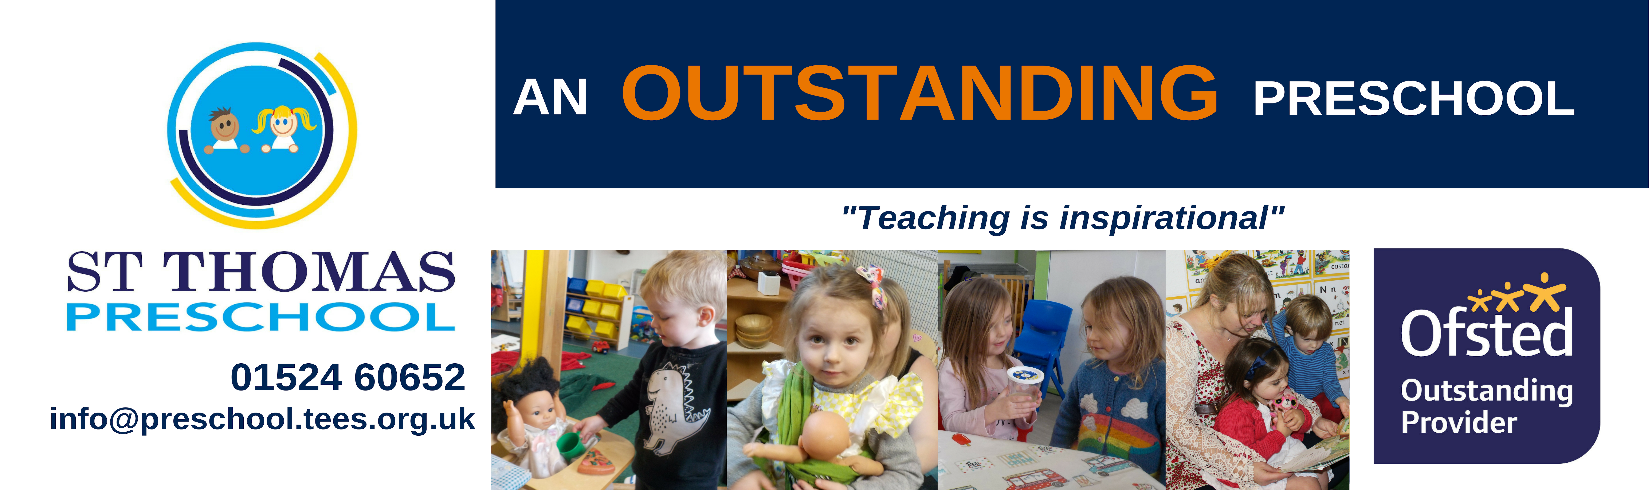 ST THOMAS
PRESCHOOL
01524 60652
info@preschool.tees.org.uk
AN OUTSTANDING PRESCHOOL
"Teaching is inspirational"
Ofsted
Outstanding
Provider